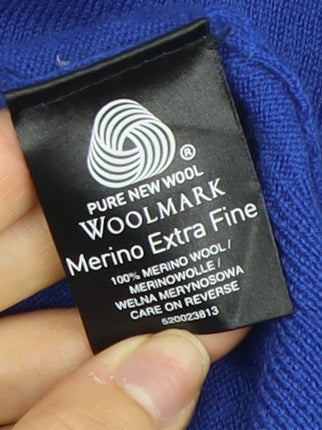 ®
PURE NEW WOOL
WOOLMARK
Merino Extra Fine
100% MERINO WOOL /
MERINOWOLLE /
WEŁNA MERYNOSOWA
CARE ON REVERSE
520023813